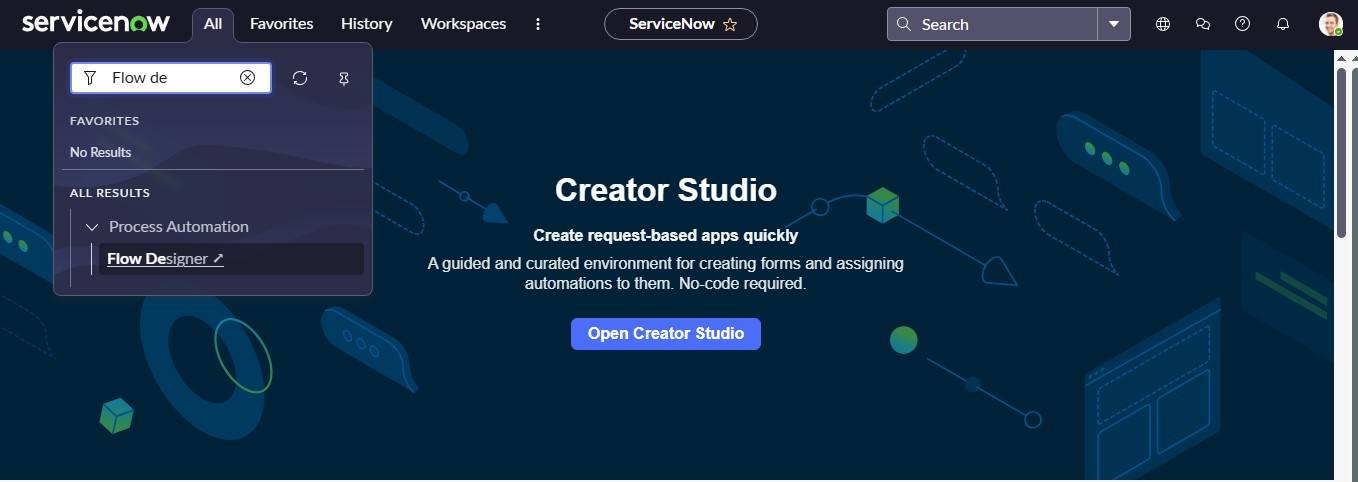 servicenow All Favorites History Workspaces ServiceNow Search
Flow de
FAVORITES
No Results
ALL RESULTS
Process Automation
Flow Designer
Creator Studio
Create request-based apps quickly
A guided and curated environment for creating forms and assigning
automations to them. No-code required.
Open Creator Studio